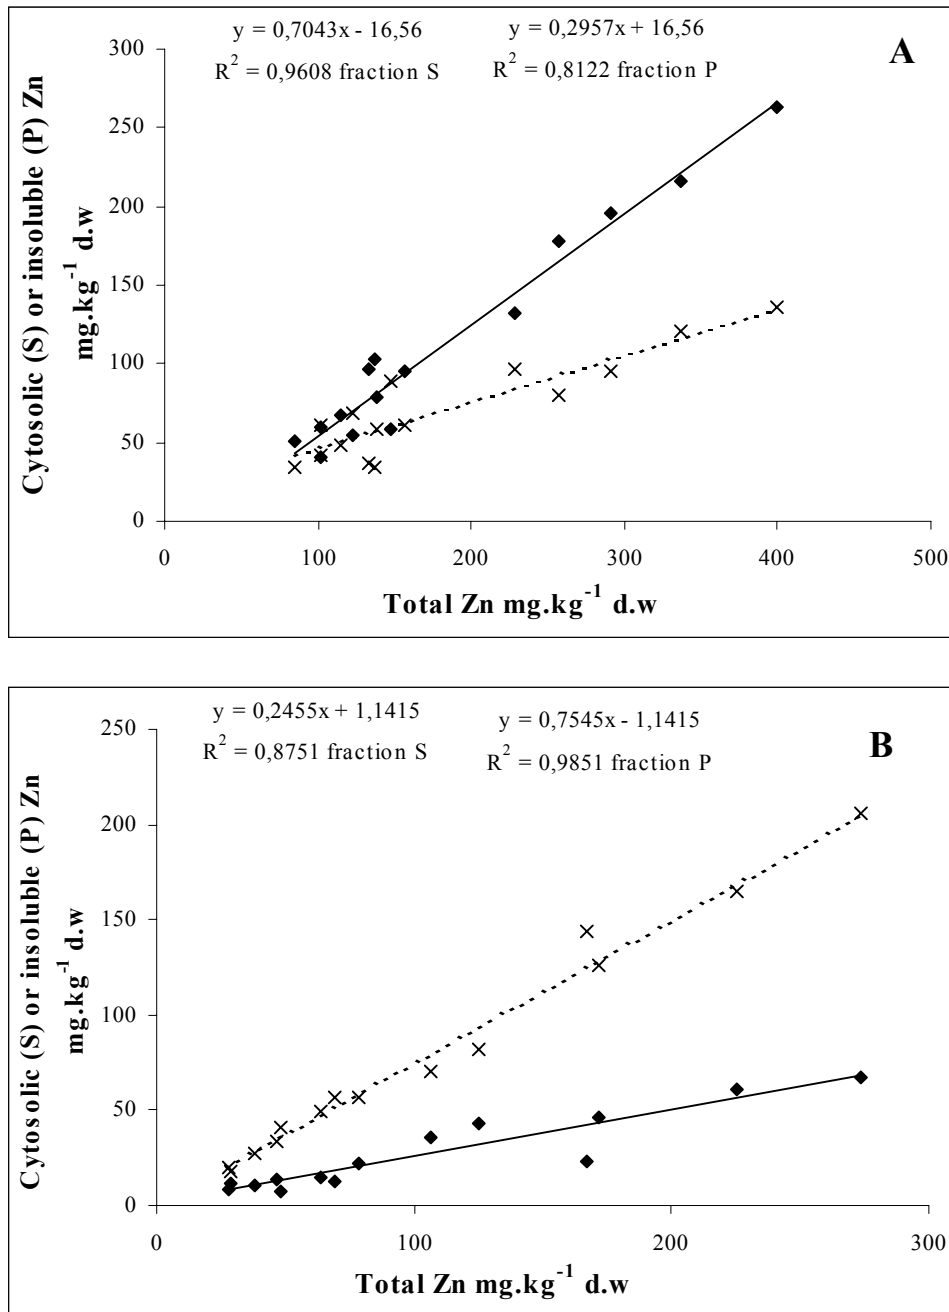 y = 0,7043x - 16,56
R² = 0,9608 fraction S
y = 0,2957x + 16,56
R² = 0,8122 fraction P
A
Cytosolic (S) or insoluble (P) Zn
mg.kg⁻¹ d.w
300
250
200
150
100
50
0
0 100 200 300 400 500
Total Zn mg.kg⁻¹ d.w
y = 0,2455x + 1,1415
R² = 0,8751 fraction S
y = 0,7545x - 1,1415
R² = 0,9851 fraction P
B
Cytosolic (S) or insoluble (P) Zn
mg.kg⁻¹ d.w
250
200
150
100
50
0
0 100 200 300
Total Zn mg.kg⁻¹ d.w